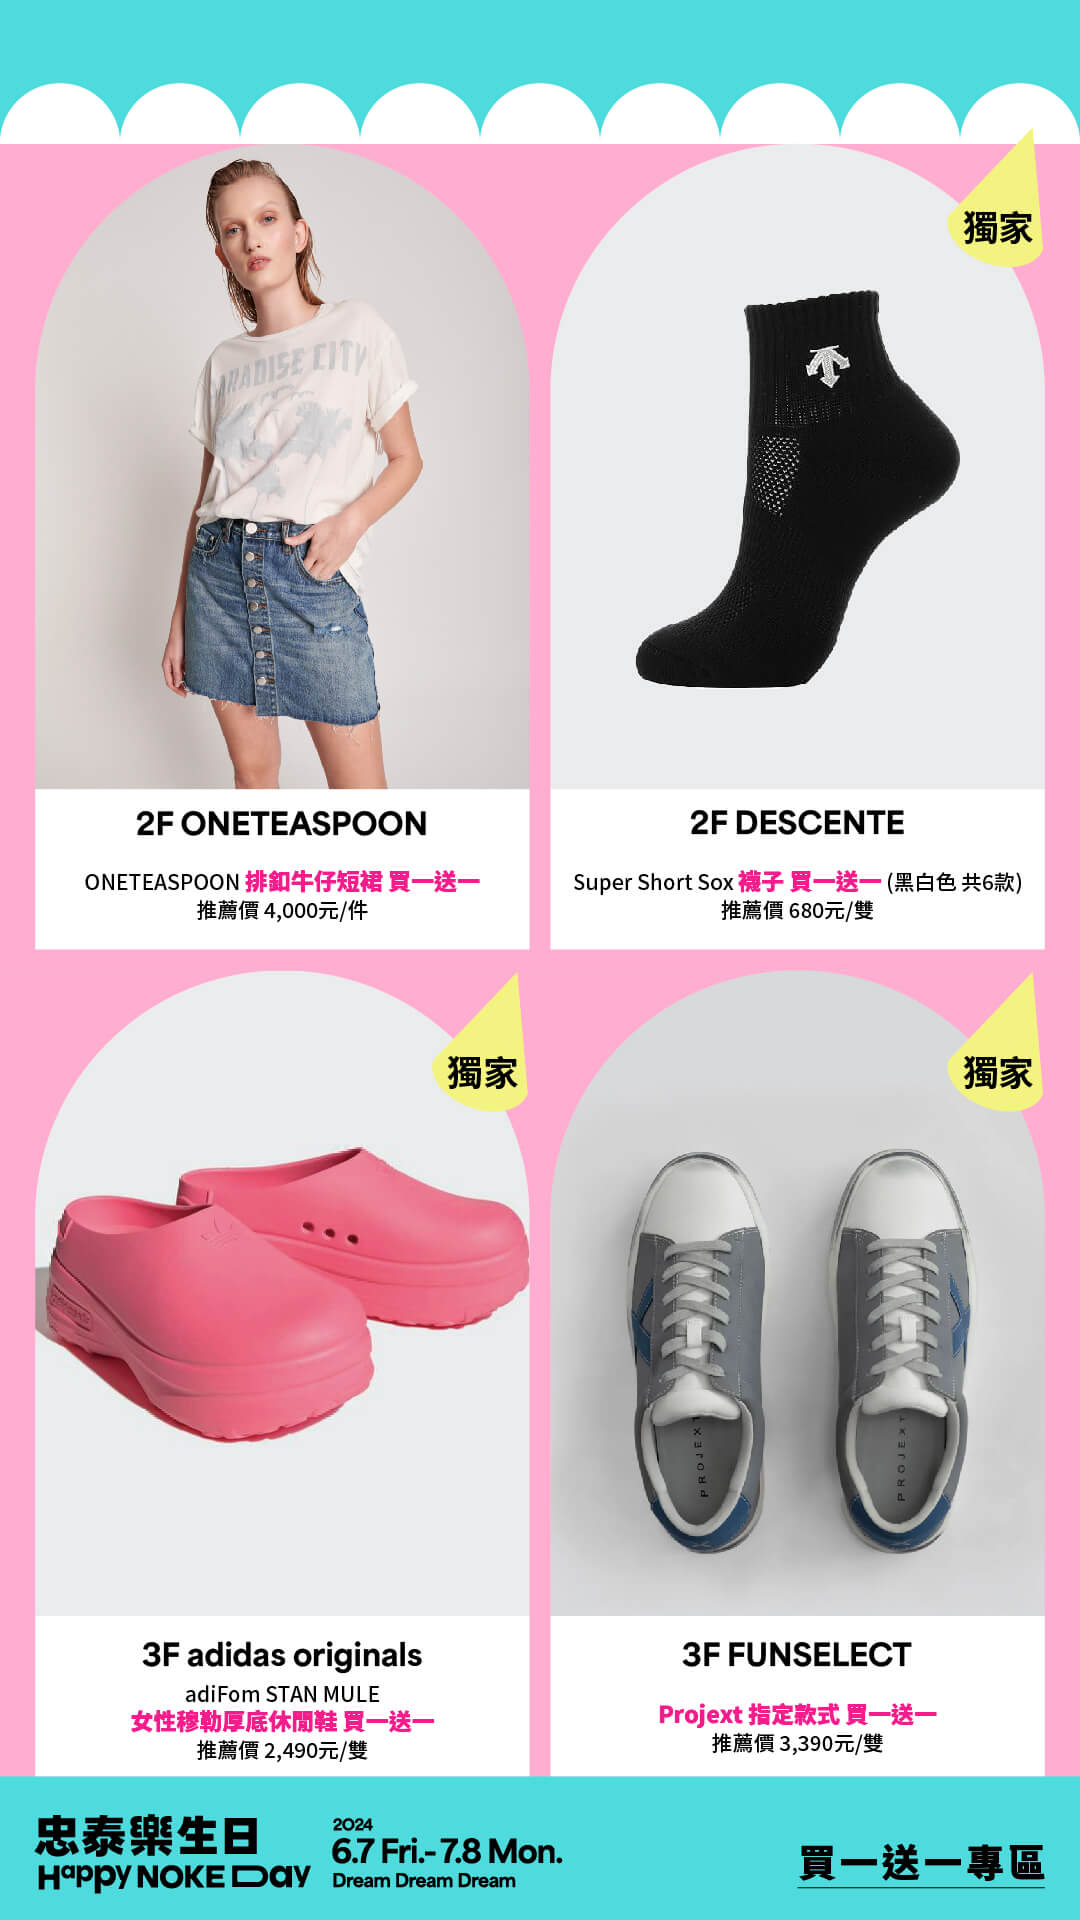 PARADISE CITY
獨家
2F ONETEASPOON
ONETEASPOON 排釦牛仔短裙 買一送一
推薦價 4,000元/件
2F DESCENTE
Super Short Sox 襪子 買一送一 (黑白色 共6款)
推薦價 680元/雙
獨家
獨家
PROJEXT
PROJEXT
3F adidas originals
adiFom STAN MULE
女性穆勒厚底休閒鞋 買一送一
推薦價 2,490元/雙
3F FUNSELECT
Projext 指定款式 買一送一
推薦價 3,390元/雙
忠泰樂生日
Happy NOKE Day
2024
6.7 Fri.-7.8 Mon.
Dream Dream Dream
買一送一專區